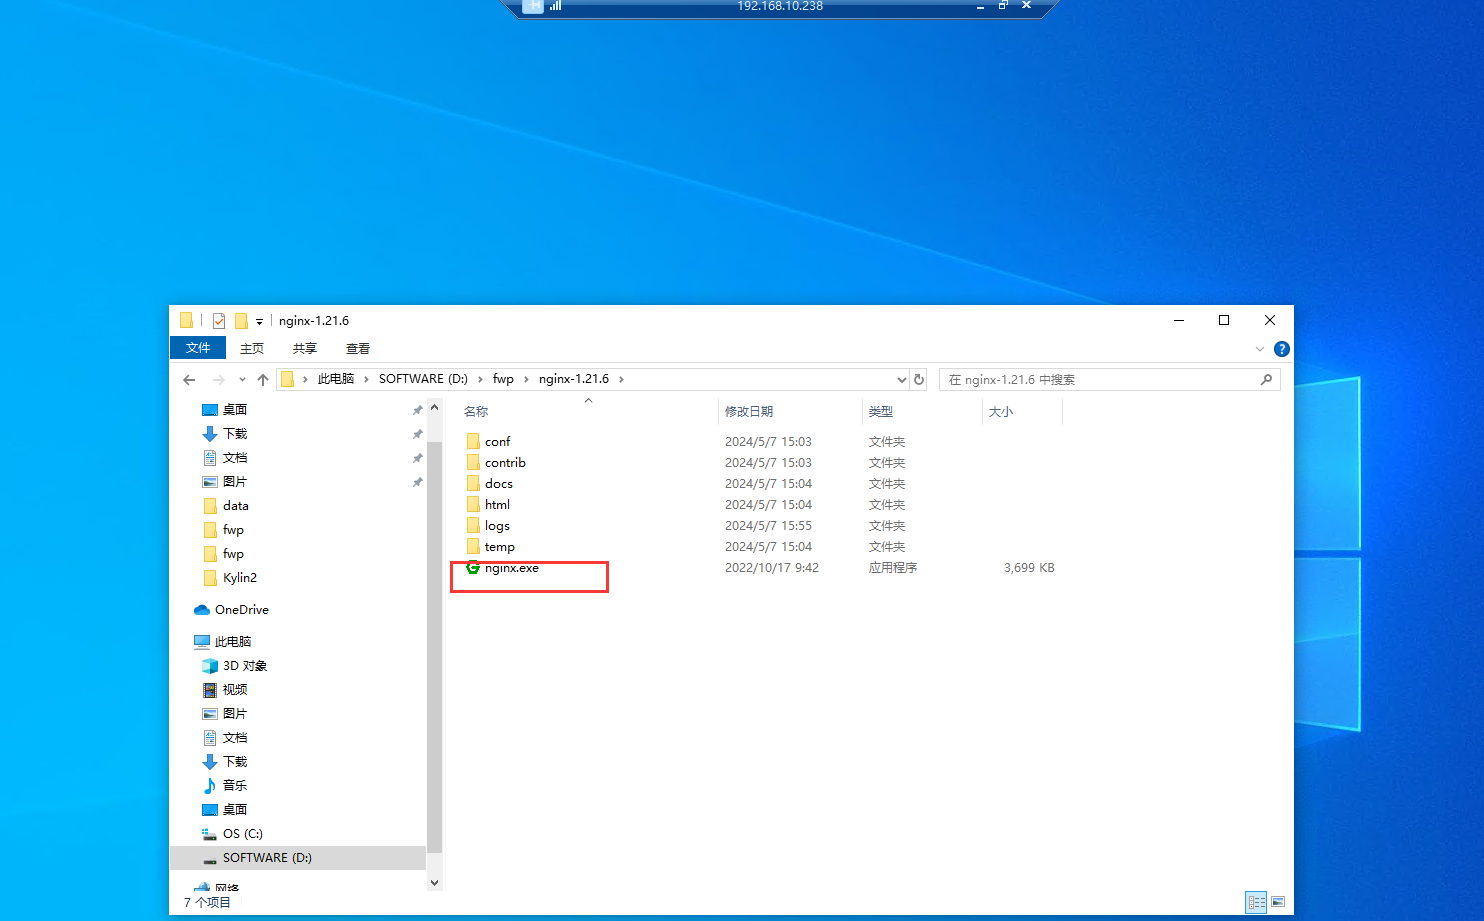 192.168.10.238
nginx-1.21.6
文件 主页 共享 查看
此电脑 SOFTWARE (D:) fwp nginx-1.21.6
在 nginx-1.21.6 中搜索
桌面
下载
文档
图片
data
fwp
fwp
Kylin2
OneDrive
此电脑
3D 对象
视频
图片
文档
下载
音乐
桌面
OS (C:)
SOFTWARE (D:)
网络
名称 修改日期 类型 大小
conf 2024/5/7 15:03 文件夹
contrib 2024/5/7 15:03 文件夹
docs 2024/5/7 15:04 文件夹
html 2024/5/7 15:04 文件夹
logs 2024/5/7 15:55 文件夹
temp 2024/5/7 15:04 文件夹
nginx.exe 2022/10/17 9:42 应用程序 3,699 KB
7 个项目